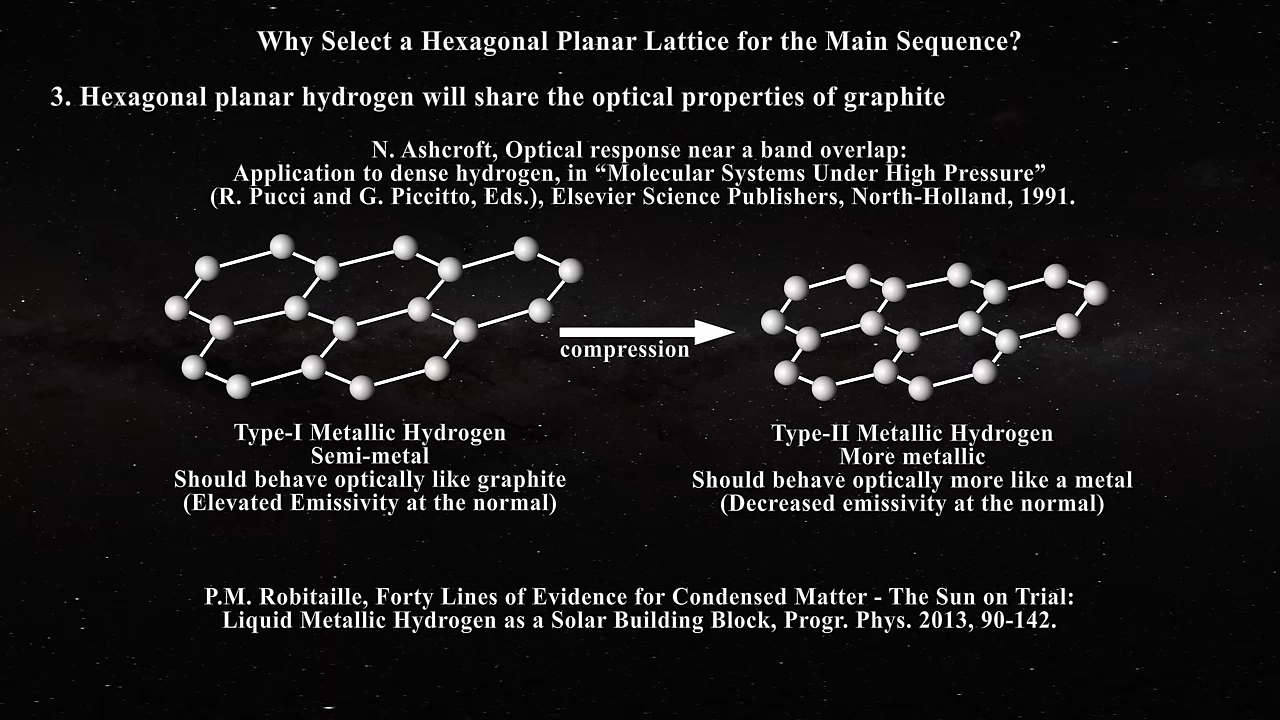 Why Select a Hexagonal Planar Lattice for the Main Sequence?
3. Hexagonal planar hydrogen will share the optical properties of graphite
N. Ashcroft, Optical response near a band overlap:
Application to dense hydrogen, in “Molecular Systems Under High Pressure”
(R. Pucci and G. Piccitto, Eds.), Elsevier Science Publishers, North-Holland, 1991.
compression
Type-I Metallic Hydrogen
Semi-metal
Should behave optically like graphite
(Elevated Emissivity at the normal)
Type-II Metallic Hydrogen
More metallic
Should behave optically more like a metal
(Decreased emissivity at the normal)
P.M. Robitaille, Forty Lines of Evidence for Condensed Matter - The Sun on Trial:
Liquid Metallic Hydrogen as a Solar Building Block, Progr. Phys. 2013, 90-142.